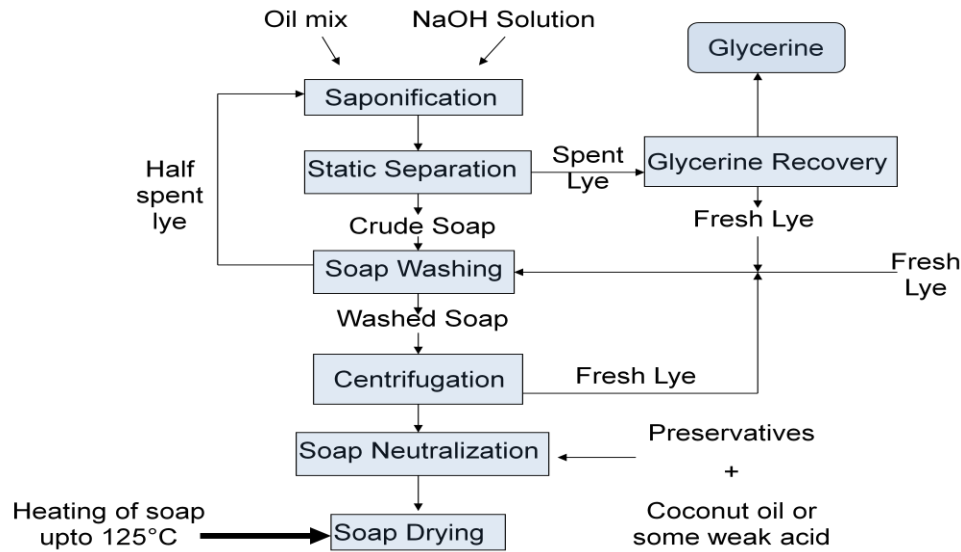 Oil mix
NaOH Solution
Glycerine
Saponification
Half
spent
lye
Static Separation
Spent
Lye
Glycerine Recovery
Crude Soap
Fresh Lye
Soap Washing
Fresh
Lye
Washed Soap
Centrifugation
Fresh Lye
Soap Neutralization
Preservatives
+
Coconut oil or
some weak acid
Heating of soap
upto 125°C
Soap Drying